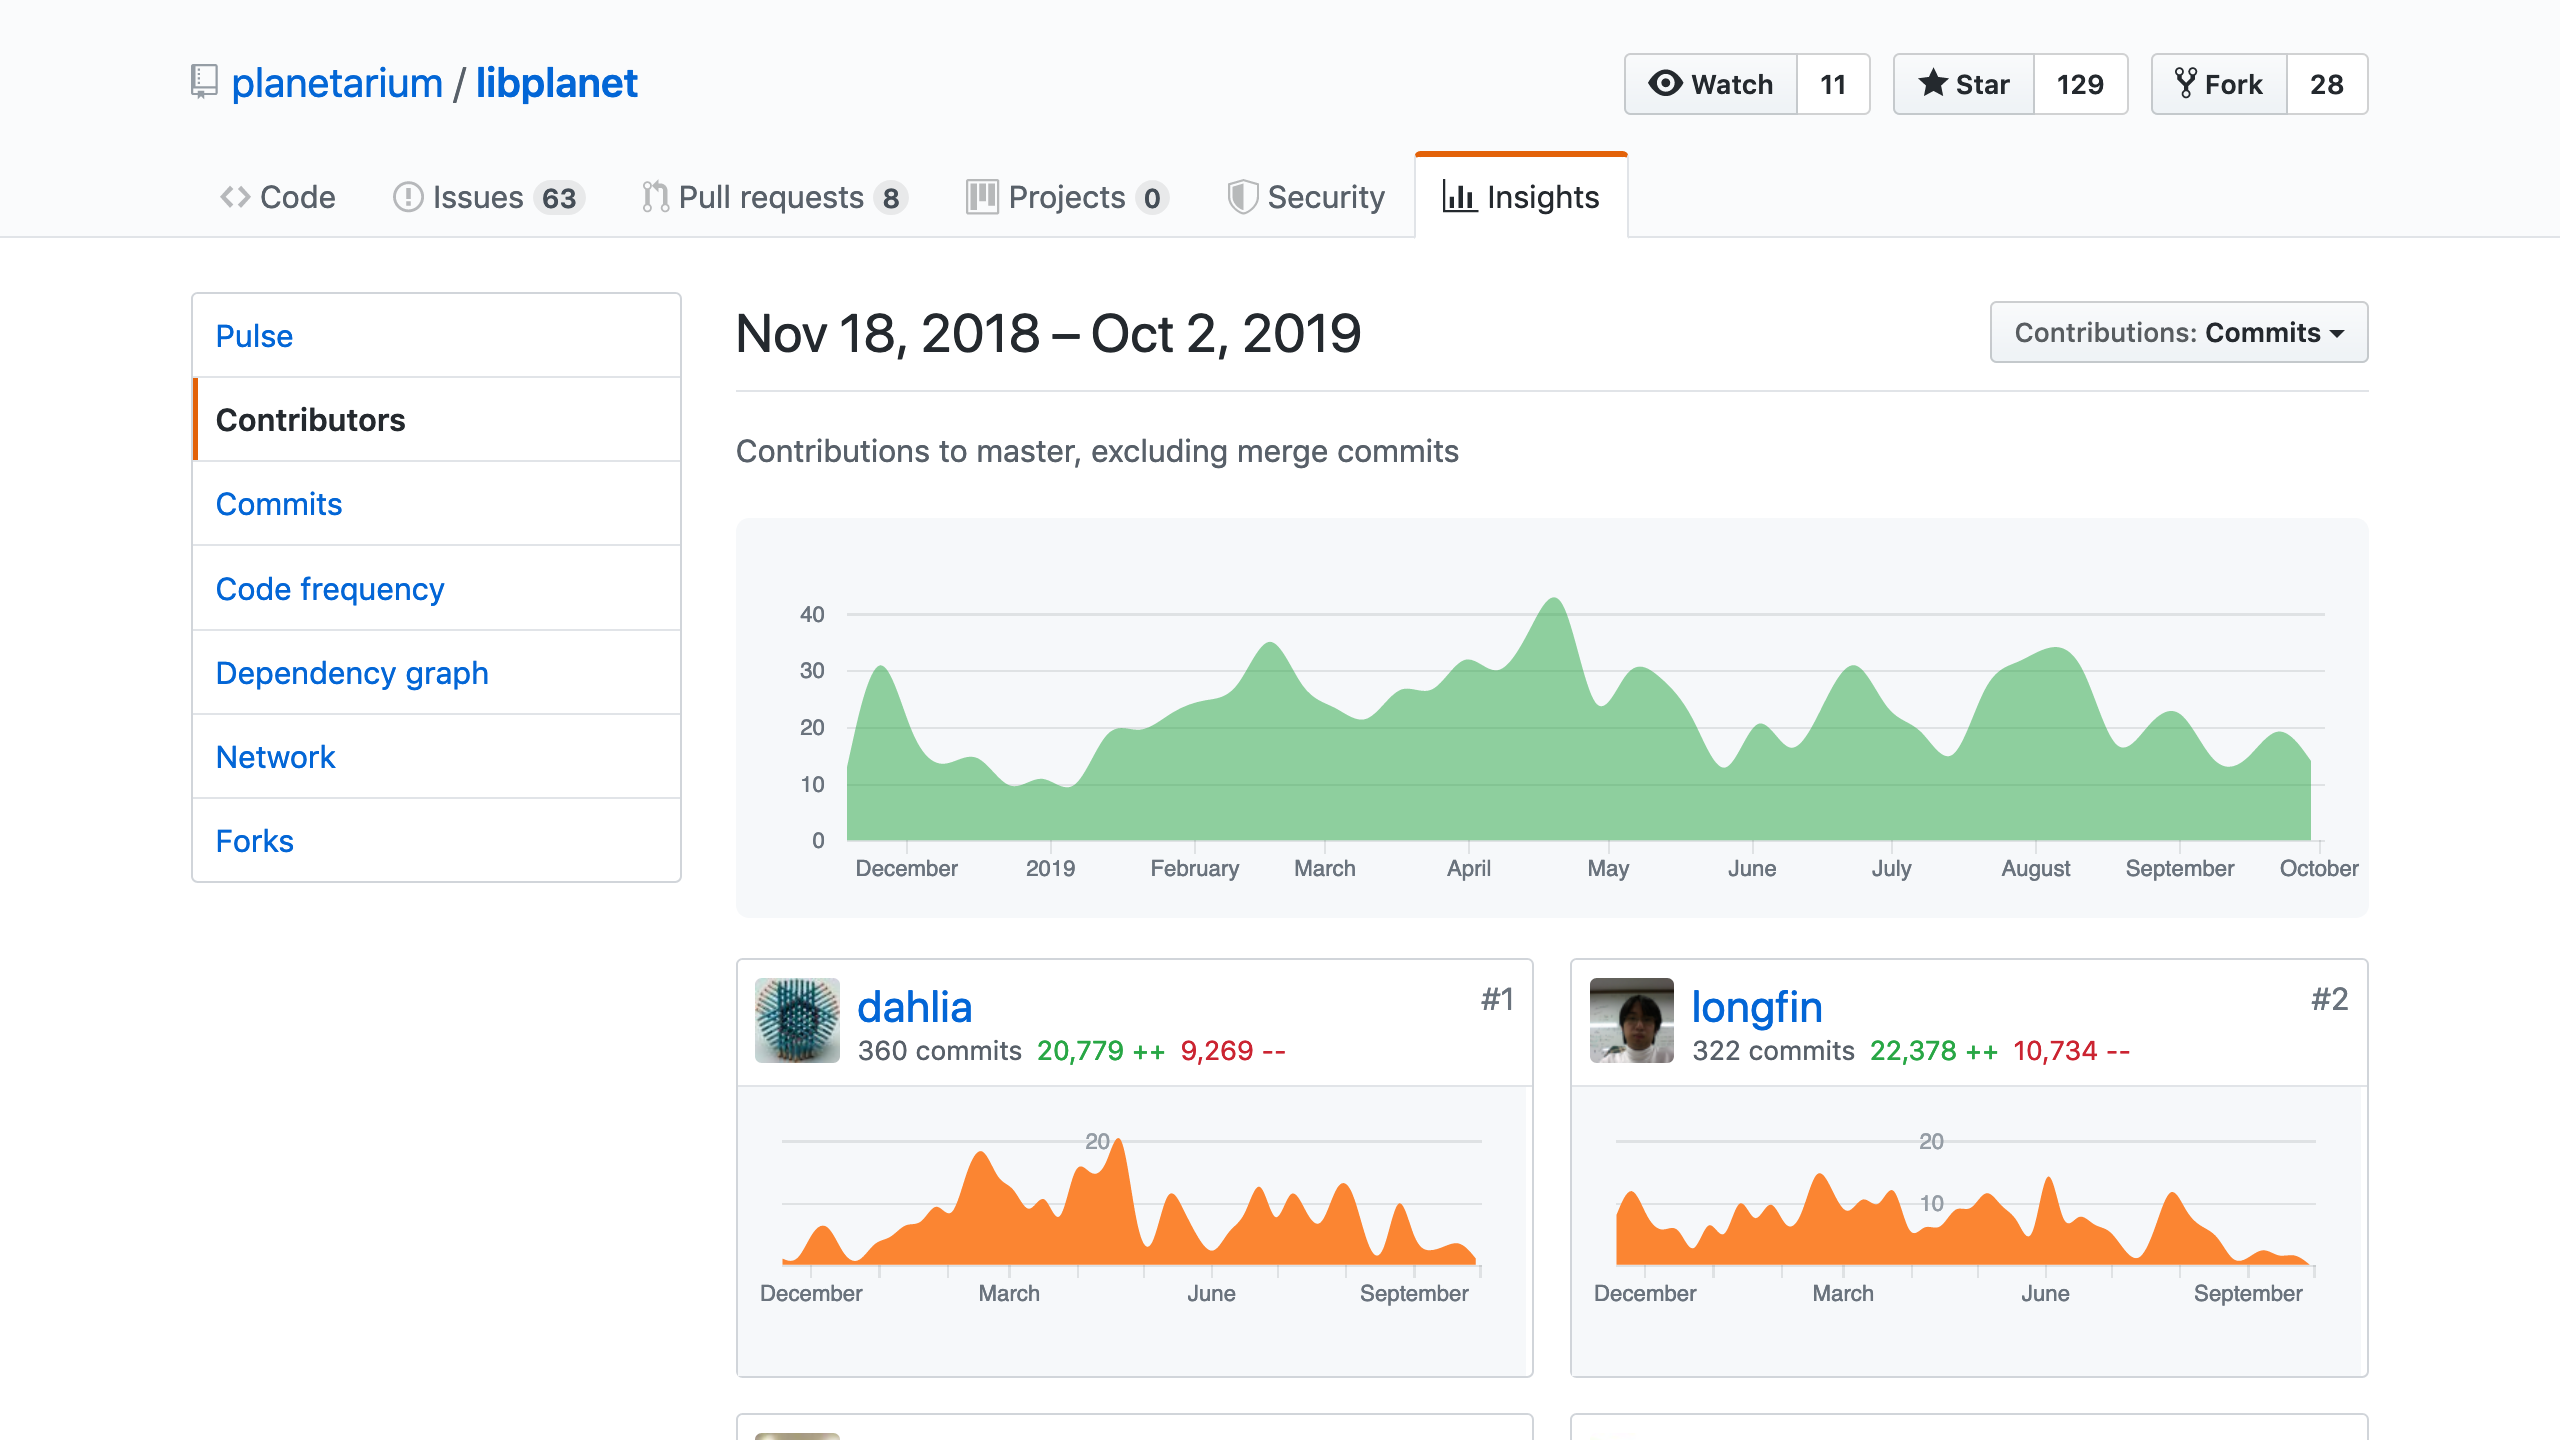 planetarium / libplanet
Watch 11 Star 129 Fork 28
Code Issues 63 Pull requests 8 Projects 0 Security Insights
Pulse
Contributors
Commits
Code frequency
Dependency graph
Network
Forks
Nov 18, 2018 – Oct 2, 2019
Contributions: Commits
Contributions to master, excluding merge commits
40
30
20
10
0
December 2019 February March April May June July August September October
dahlia #1
360 commits 20,779 ++ 9,269 --
20
December March June September
longfin #2
322 commits 22,378 ++ 10,734 --
20
10
December March June September